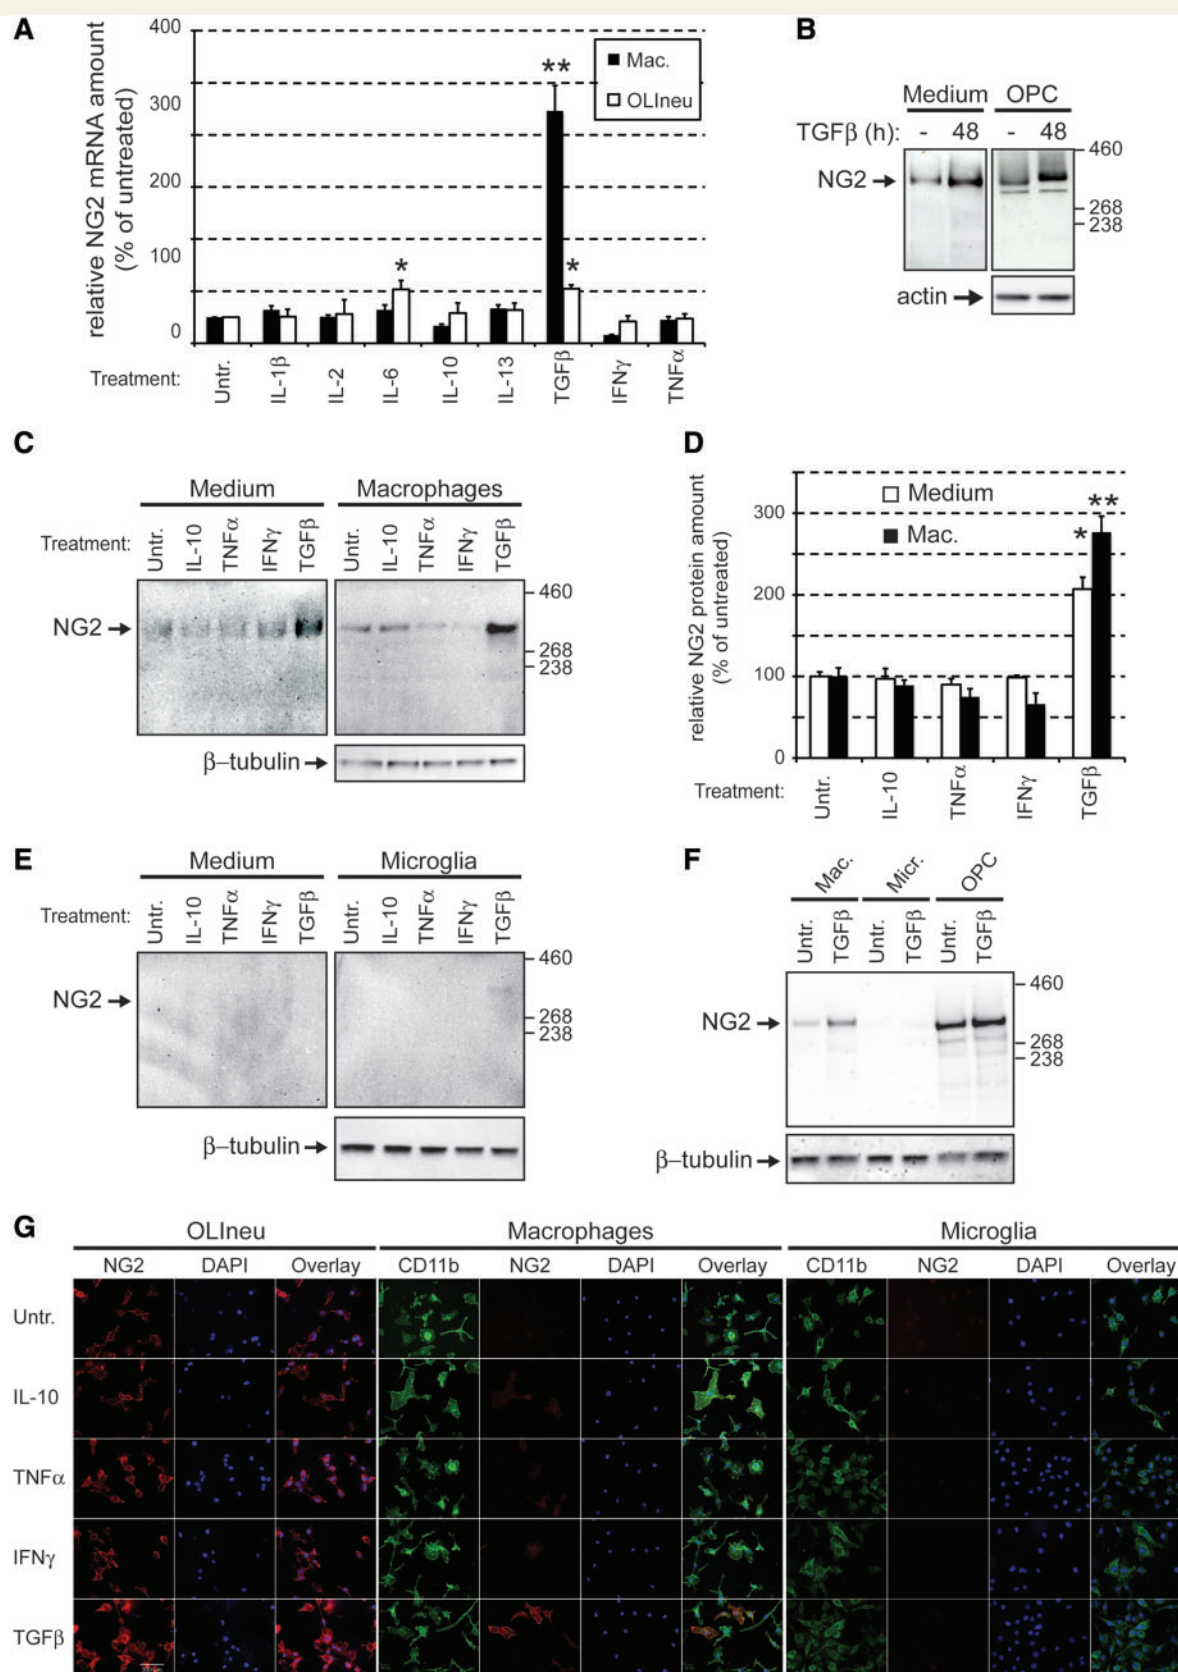 A
relative NG2 mRNA amount
(% of untreated)
400
300
200
100
0
Mac.
OLIneu
**
*
*
Treatment:
Untr.
IL-1β
IL-2
IL-6
IL-10
IL-13
TGFβ
IFNγ
TNFα
B
Medium OPC
TGFβ (h): - 48 - 48
NG2
460
268
238
actin
C
Medium Macrophages
Treatment: Untr. IL-10 TNFα IFNγ TGFβ Untr. IL-10 TNFα IFNγ TGFβ
NG2
460
268
238
β–tubulin
D
relative NG2 protein amount
(% of untreated)
300
200
100
0
Medium
Mac.
*
**
Treatment:
Untr.
IL-10
TNFα
IFNγ
TGFβ
E
Medium Microglia
Treatment: Untr. IL-10 TNFα IFNγ TGFβ Untr. IL-10 TNFα IFNγ TGFβ
NG2
460
268
238
β–tubulin
F
Mac. Micr. OPC
Untr. TGFβ Untr. TGFβ Untr. TGFβ
NG2
460
268
238
β–tubulin
G
OLIneu Macrophages Microglia
NG2 DAPI Overlay CD11b NG2 DAPI Overlay CD11b NG2 DAPI Overlay
Untr.
IL-10
TNFα
IFNγ
TGFβ